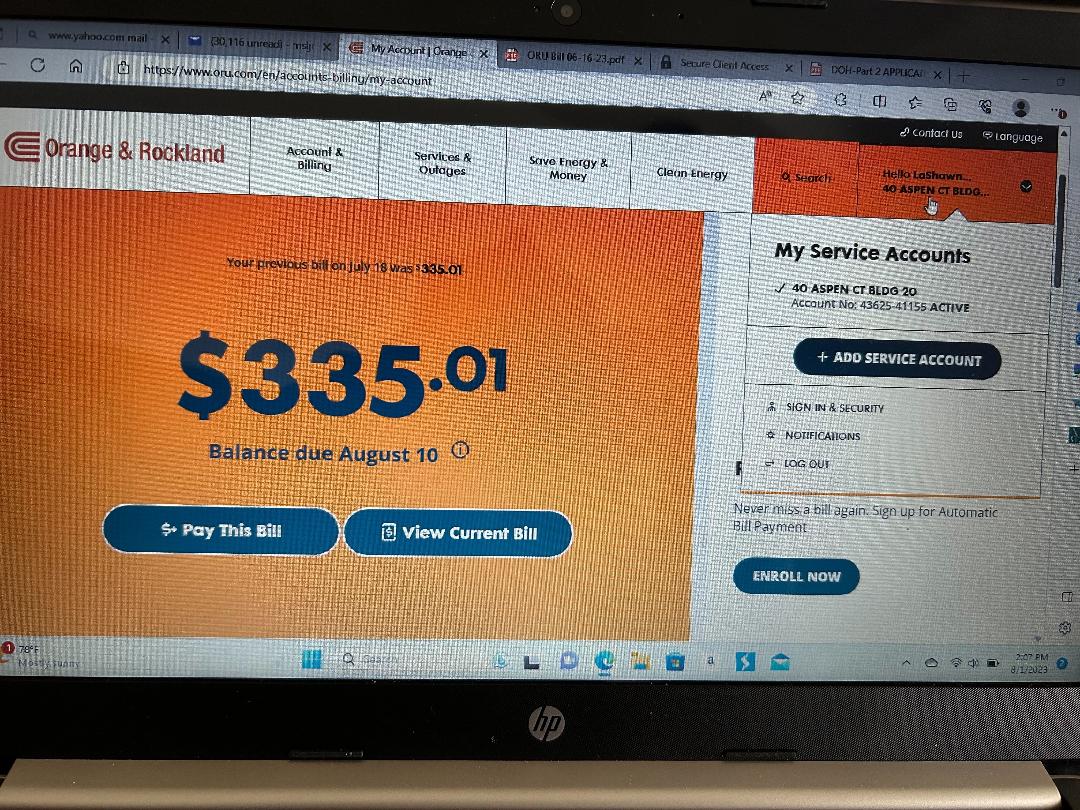 www.yahoo.com mail
(30,116 unread) - mslj
My Account | Orange
ORU Bill 06-16-23.pdf
Secure Client Access
DOH-Part 2 APPLICAT
https://www.oru.com/en/accounts-billing/my-account
Contact Us
Language
Orange & Rockland
Account &
Billing
Services &
Outages
Save Energy &
Money
Clean Energy
Search
Hello LaShawn...
40 ASPEN CT BLDG...
Your previous bill on July 18 was $335.01
$335.01
Balance due August 10
$ Pay This Bill
View Current Bill
My Service Accounts
40 ASPEN CT BLDG 20
Account No: 43625-41155 ACTIVE
+ ADD SERVICE ACCOUNT
SIGN IN & SECURITY
NOTIFICATIONS
LOG OUT
Never miss a bill again. Sign up for Automatic
Bill Payment
ENROLL NOW
1
78°F
Mostly sunny
Search
a
2:07 PM
8/1/2023
hp